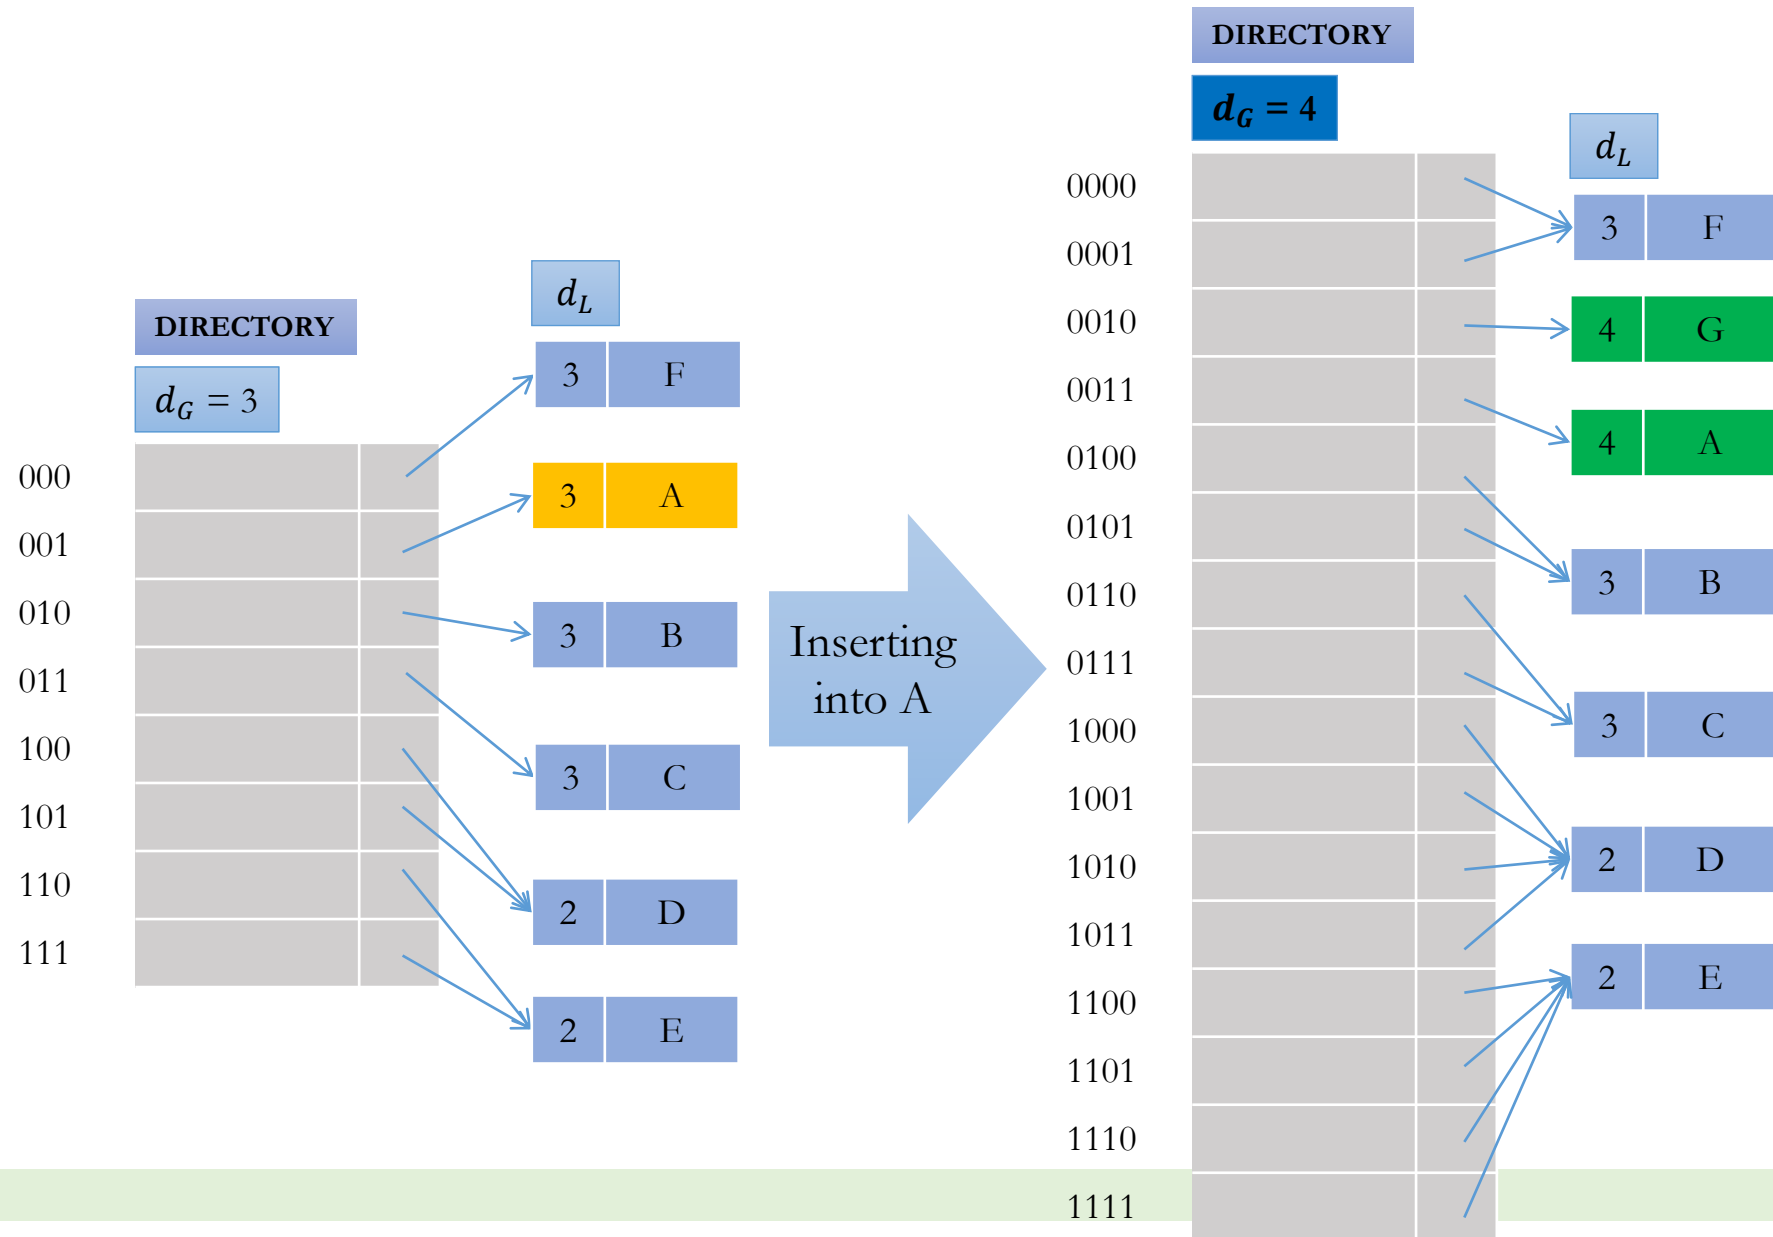 DIRECTORY
d_G = 3
d_L
000
001
010
011
100
101
110
111
3 F
3 A
3 B
3 C
2 D
2 E
Inserting
into A
DIRECTORY
d_G = 4
d_L
0000
0001
0010
0011
0100
0101
0110
0111
1000
1001
1010
1011
1100
1101
1110
1111
3 F
4 G
4 A
3 B
3 C
2 D
2 E